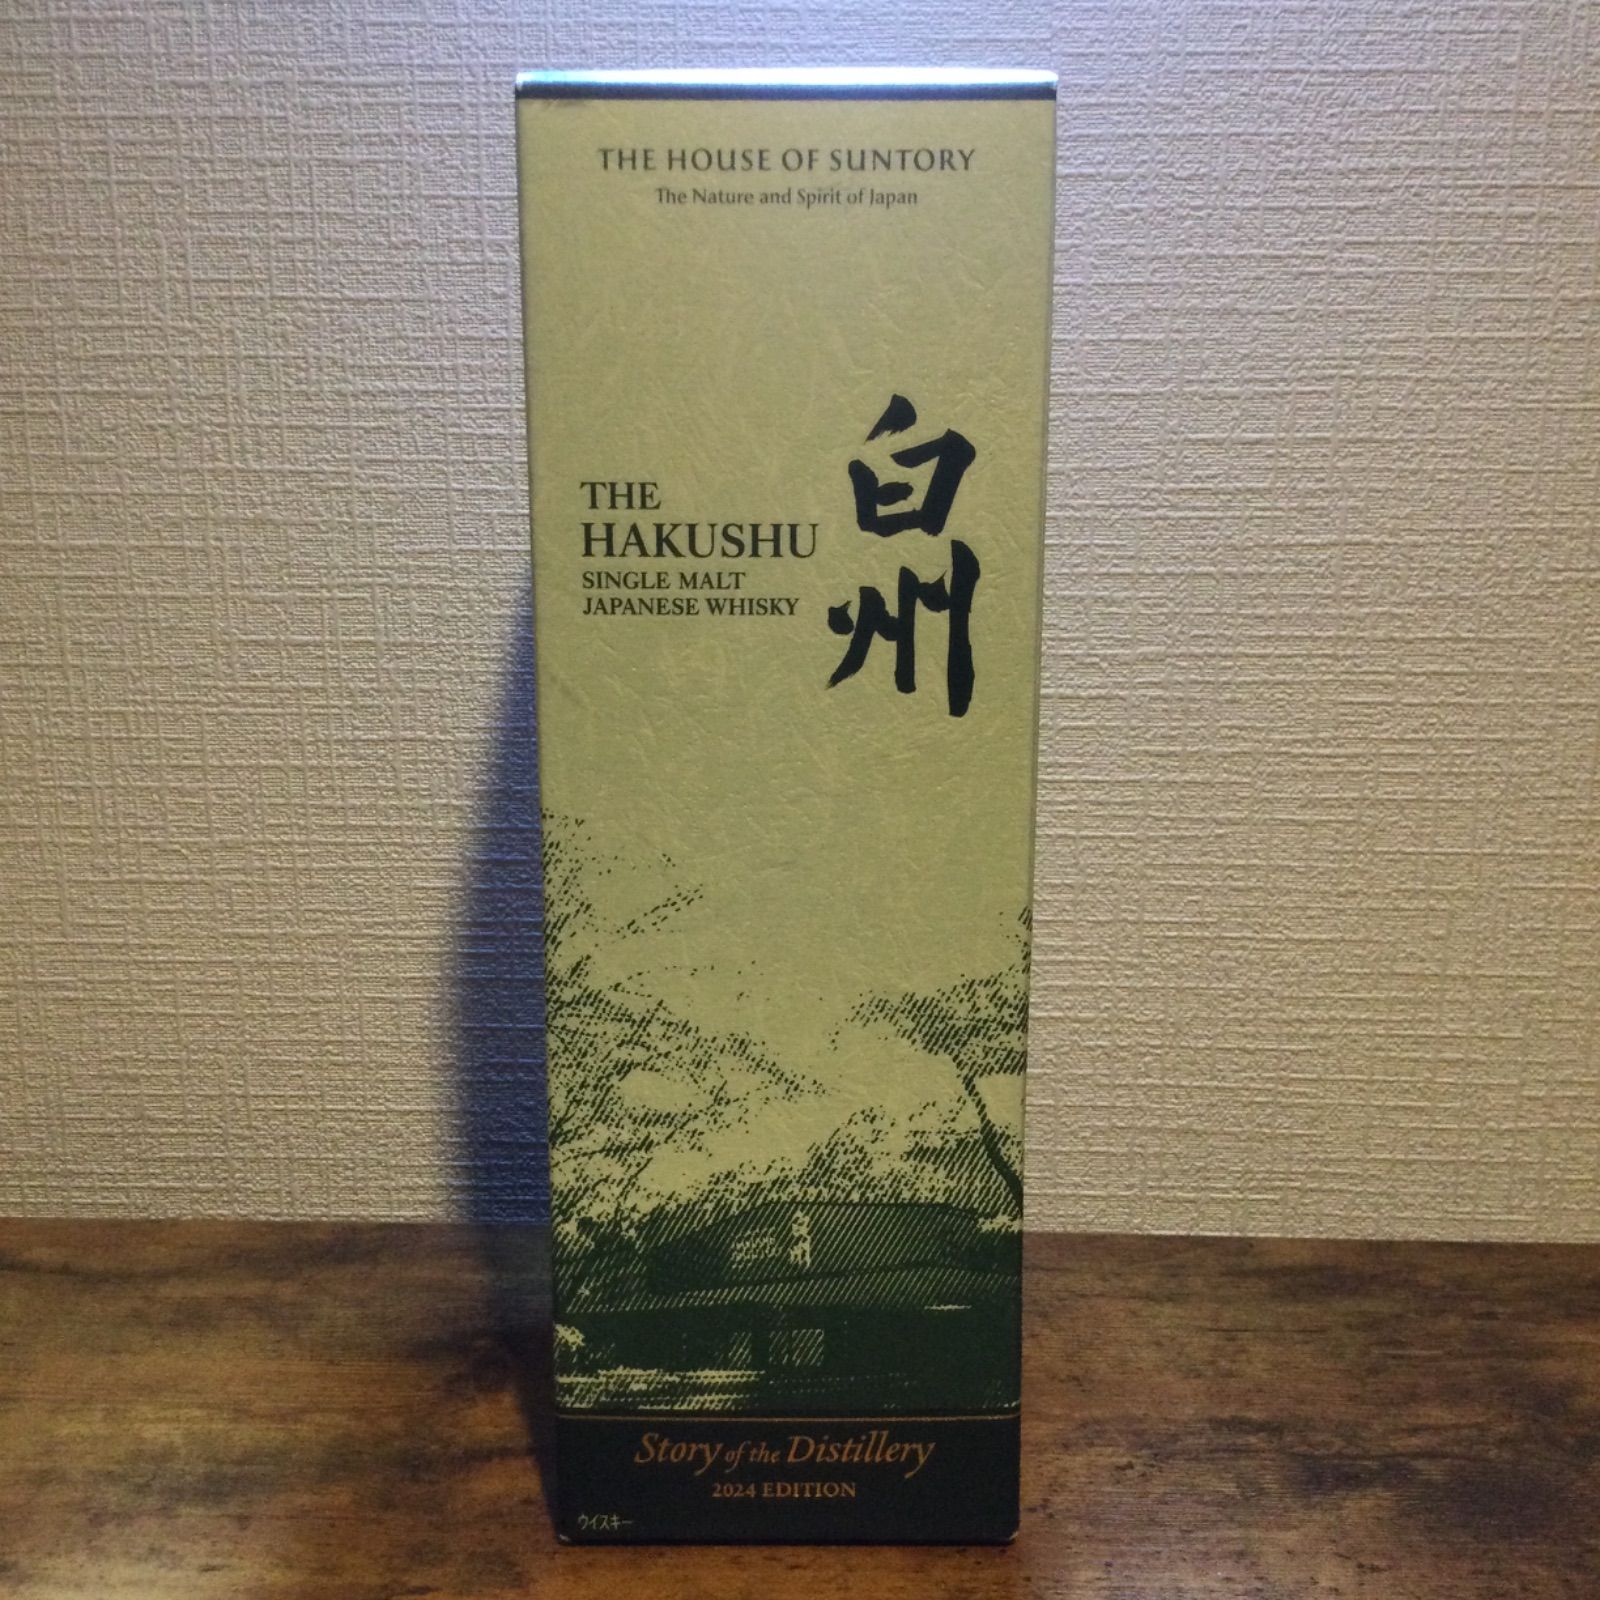 THE HOUSE OF SUNTORY
The Nature and Spirit of Japan
白州
THE
HAKUSHU
SINGLE MALT
JAPANESE WHISKY
Story of the Distillery
2024 EDITION
ウイスキー